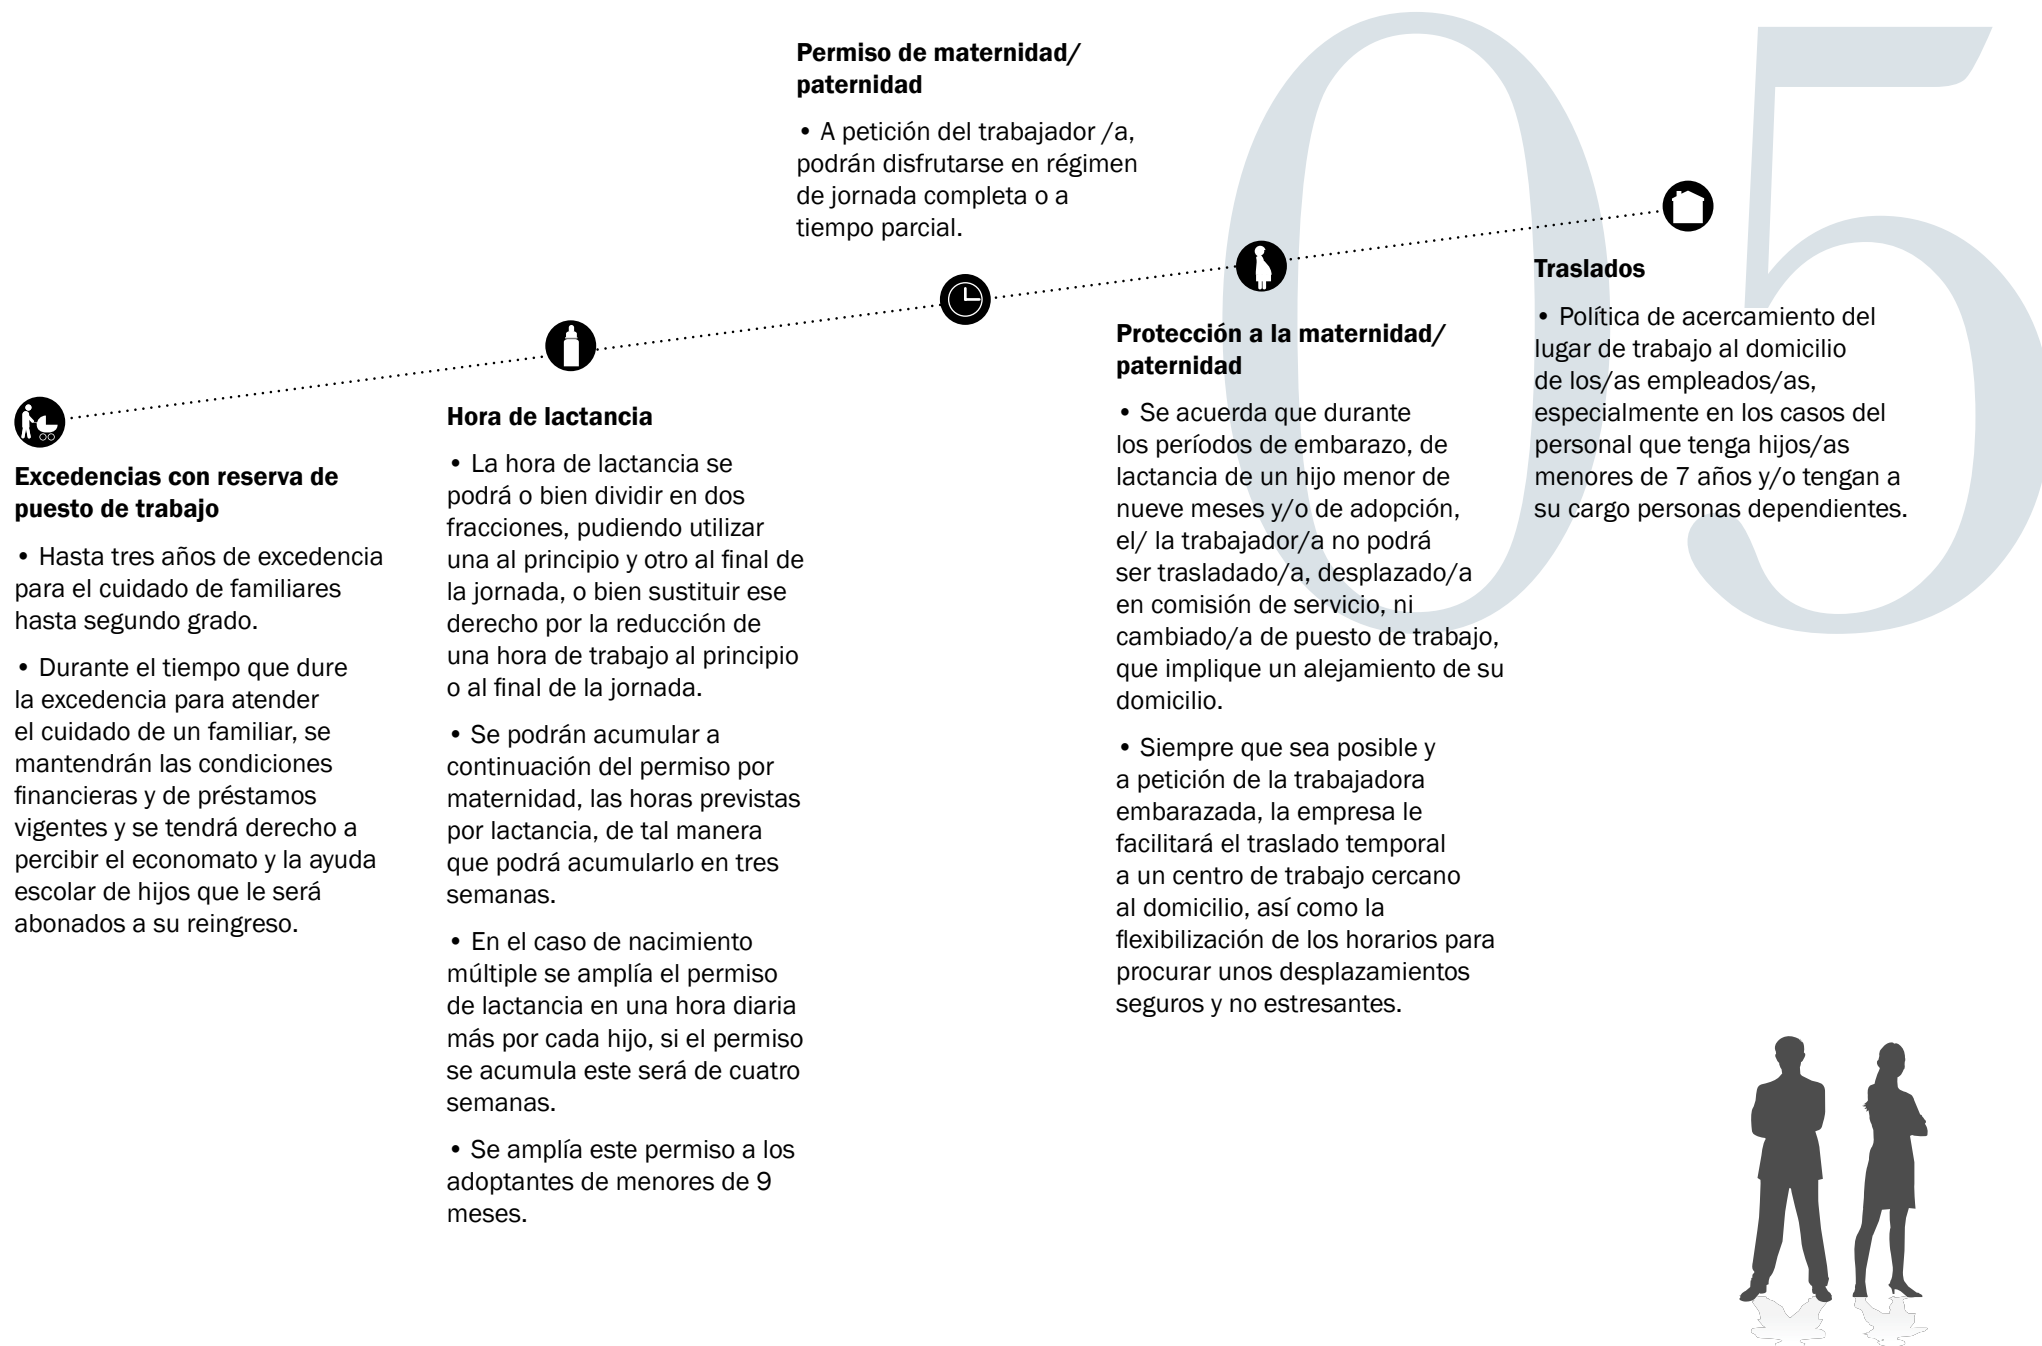 05
Permiso de maternidad/
paternidad
• A petición del trabajador /a,
podrán disfrutarse en régimen
de jornada completa o a
tiempo parcial.
Excedencias con reserva de
puesto de trabajo
• Hasta tres años de excedencia
para el cuidado de familiares
hasta segundo grado.
• Durante el tiempo que dure
la excedencia para atender
el cuidado de un familiar, se
mantendrán las condiciones
financieras y de préstamos
vigentes y se tendrá derecho a
percibir el economato y la ayuda
escolar de hijos que le será
abonados a su reingreso.
Hora de lactancia
• La hora de lactancia se
podrá o bien dividir en dos
fracciones, pudiendo utilizar
una al principio y otro al final de
la jornada, o bien sustituir ese
derecho por la reducción de
una hora de trabajo al principio
o al final de la jornada.
• Se podrán acumular a
continuación del permiso por
maternidad, las horas previstas
por lactancia, de tal manera
que podrá acumularlo en tres
semanas.
• En el caso de nacimiento
múltiple se amplía el permiso
de lactancia en una hora diaria
más por cada hijo, si el permiso
se acumula este será de cuatro
semanas.
• Se amplía este permiso a los
adoptantes de menores de 9
meses.
Protección a la maternidad/
paternidad
• Se acuerda que durante
los períodos de embarazo, de
lactancia de un hijo menor de
nueve meses y/o de adopción,
el/ la trabajador/a no podrá
ser trasladado/a, desplazado/a
en comisión de servicio, ni
cambiado/a de puesto de trabajo,
que implique un alejamiento de su
domicilio.
• Siempre que sea posible y
a petición de la trabajadora
embarazada, la empresa le
facilitará el traslado temporal
a un centro de trabajo cercano
al domicilio, así como la
flexibilización de los horarios para
procurar unos desplazamientos
seguros y no estresantes.
Traslados
• Política de acercamiento del
lugar de trabajo al domicilio
de los/as empleados/as,
especialmente en los casos del
personal que tenga hijos/as
menores de 7 años y/o tengan a
su cargo personas dependientes.